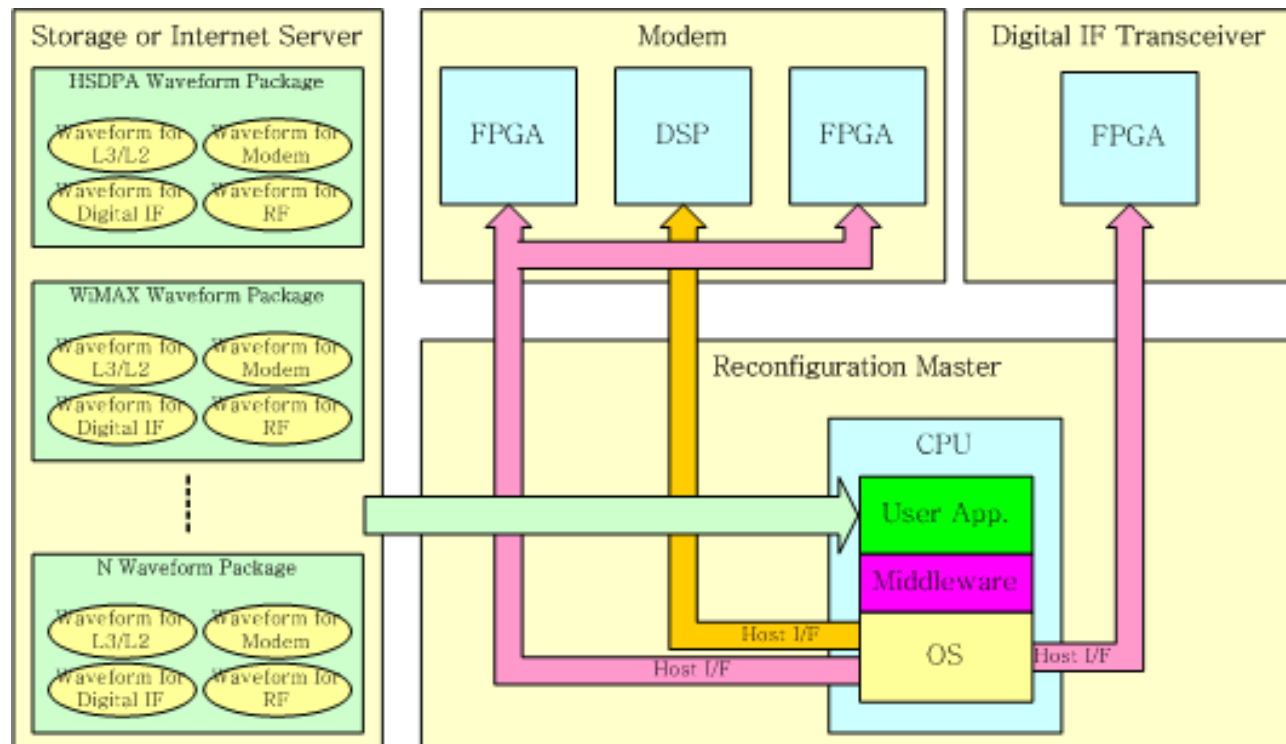 Storage or Internet Server
HSDPA Waveform Package
Waveform for
L3/L2
Waveform for
Modem
Waveform for
Digital IF
Waveform for
RF
WiMAX Waveform Package
Waveform for
L3/L2
Waveform for
Modem
Waveform for
Digital IF
Waveform for
RF
N Waveform Package
Waveform for
L3/L2
Waveform for
Modem
Waveform for
Digital IF
Waveform for
RF
Modem
FPGA
DSP
FPGA
Digital IF Transceiver
FPGA
Reconfiguration Master
CPU
User App.
Middleware
OS
Host I/F
Host I/F
Host I/F